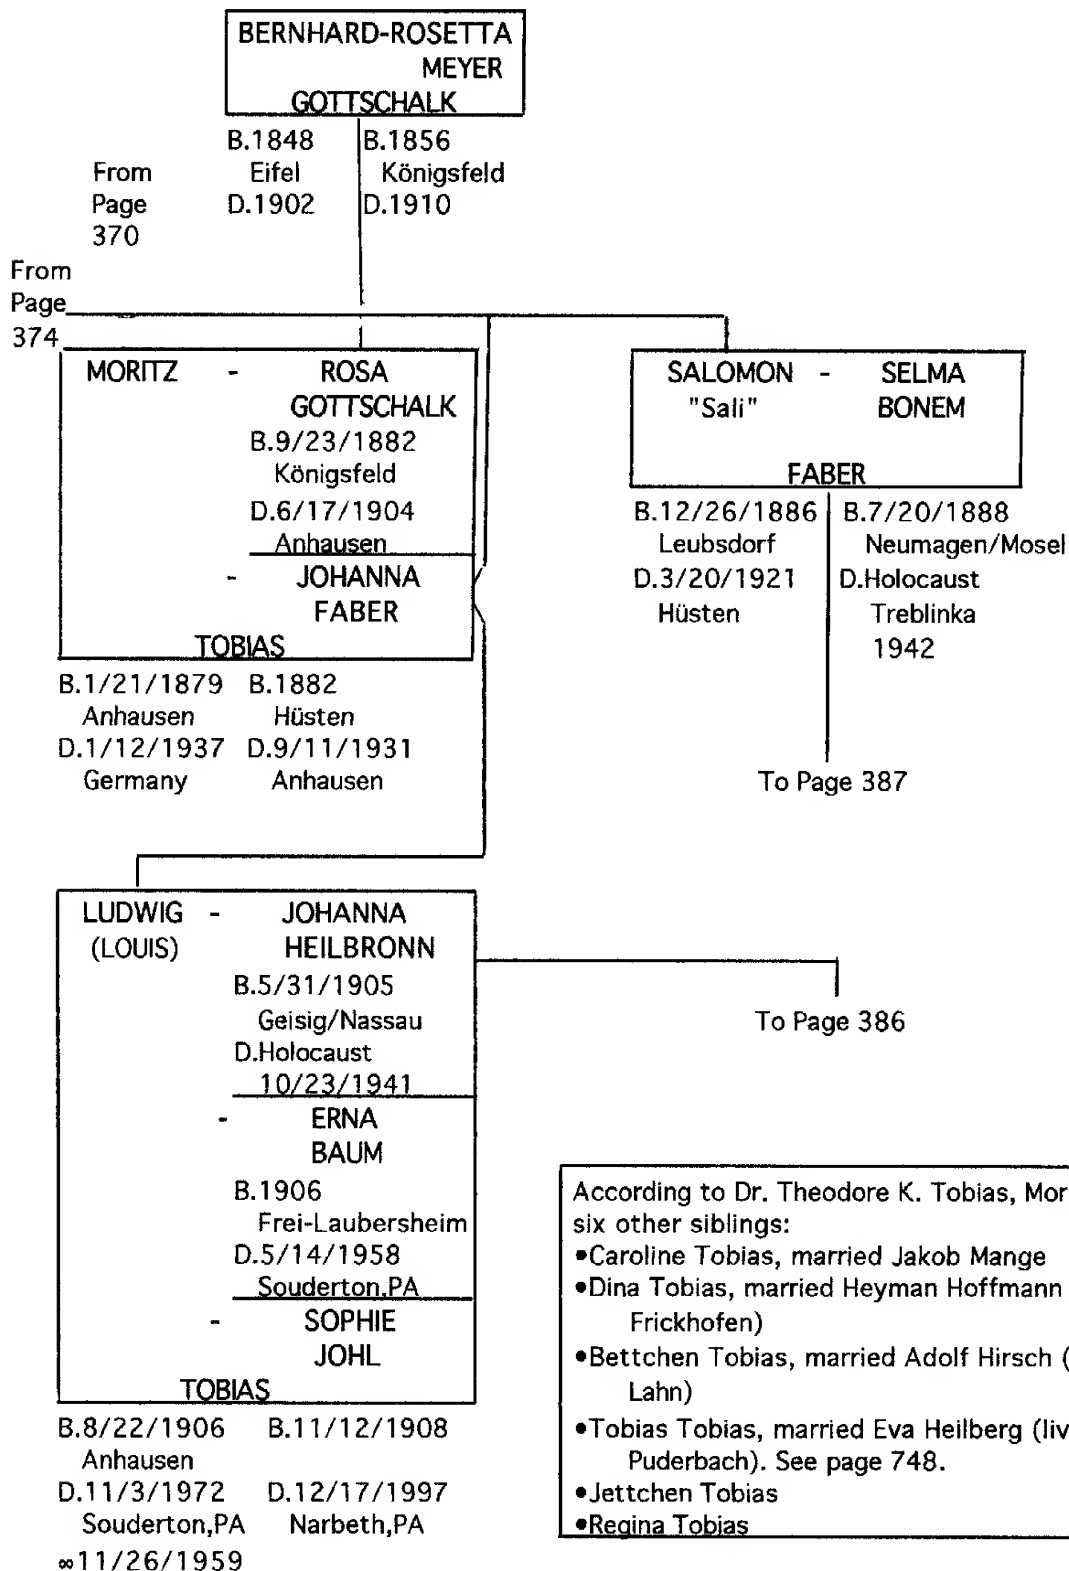 BERNHARD-ROSETTA
MEYER
GOTTSCHALK
B.1848 B.1856
Eifel Königsfeld
D.1902 D.1910
From
Page
370
From
Page
374
MORITZ - ROSA
GOTTSCHALK
B.9/23/1882
Königsfeld
D.6/17/1904
Anhausen
- JOHANNA
FABER
TOBIAS
B.1/21/1879 B.1882
Anhausen Hüsten
D.1/12/1937 D.9/11/1931
Germany Anhausen
SALOMON - SELMA
"Sali" BONEM
FABER
B.12/26/1886 B.7/20/1888
Leubsdorf Neumagen/Mosel
D.3/20/1921 D.Holocaust
Hüsten Treblinka
1942
To Page 387
LUDWIG - JOHANNA
(LOUIS) HEILBRONN
B.5/31/1905
Geisig/Nassau
D.Holocaust
10/23/1941
- ERNA
BAUM
B.1906
Frei-Laubersheim
D.5/14/1958
Souderton,PA
- SOPHIE
JOHL
TOBIAS
B.8/22/1906 B.11/12/1908
Anhausen
D.11/3/1972 D.12/17/1997
Souderton,PA Narbeth,PA
∞11/26/1959
To Page 386
According to Dr. Theodore K. Tobias, Mor
six other siblings:
•Caroline Tobias, married Jakob Mange
•Dina Tobias, married Heyman Hoffmann
Frickhofen)
•Bettchen Tobias, married Adolf Hirsch (
Lahn)
•Tobias Tobias, married Eva Heilberg (liv
Puderbach). See page 748.
•Jettchen Tobias
•Regina Tobias